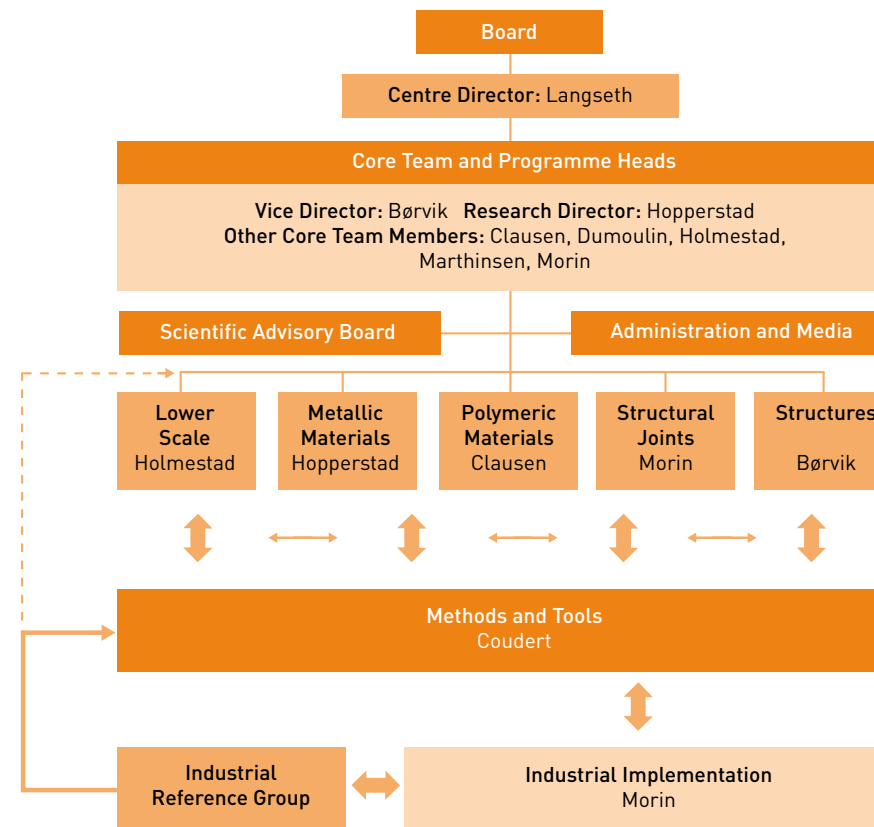 Board
Centre Director: Langseth
Core Team and Programme Heads
Vice Director: Børvik Research Director: Hopperstad
Other Core Team Members: Clausen, Dumoulin, Holmestad,
Marthinsen, Morin
Scientific Advisory Board
Administration and Media
Lower
Scale
Holmestad
Metallic
Materials
Hopperstad
Polymeric
Materials
Clausen
Structural
Joints
Morin
Structures
Børvik
Methods and Tools
Coudert
Industrial
Reference Group
Industrial Implementation
Morin